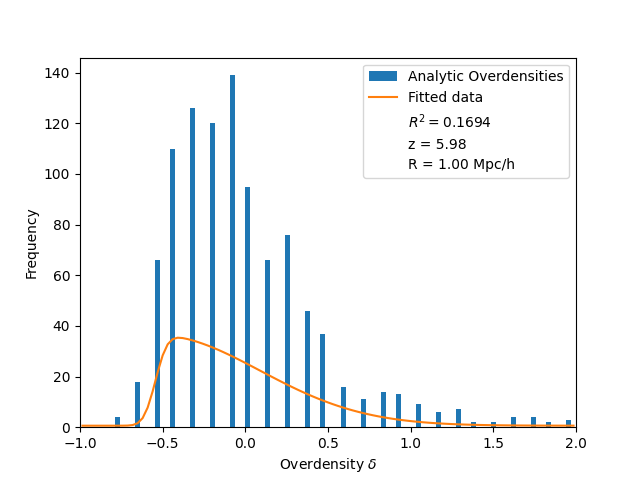 140
120
100
80
60
40
20
0
Frequency
Analytic Overdensities
Fitted data
R² = 0.1694
z = 5.98
R = 1.00 Mpc/h
−1.0 −0.5 0.0 0.5 1.0 1.5 2.0
Overdensity δ